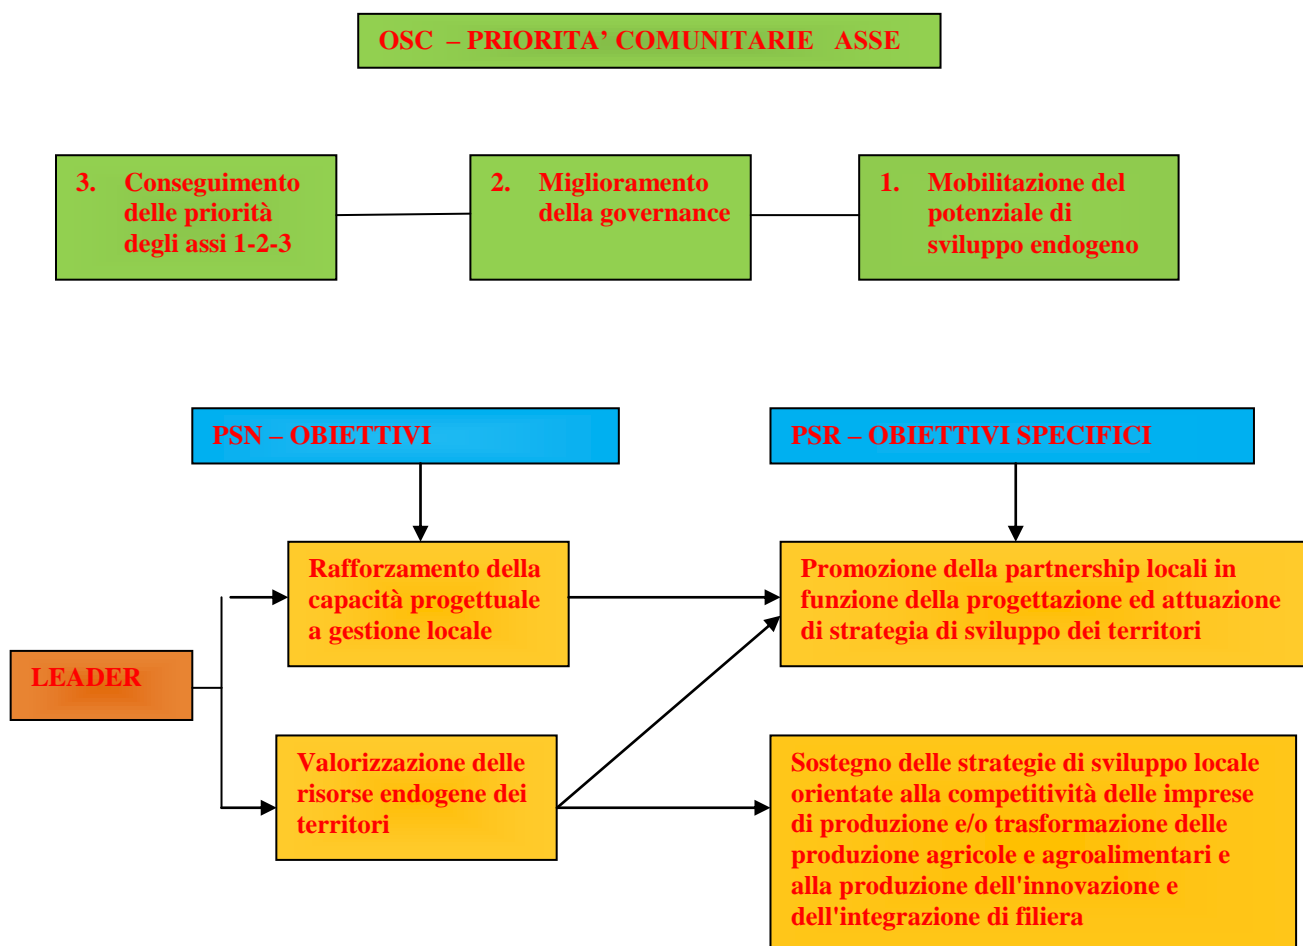 OSC – PRIORITA’ COMUNITARIE ASSE
3. Conseguimento
delle priorità
degli assi 1-2-3
2. Miglioramento
della governance
1. Mobilitazione del
potenziale di
sviluppo endogeno
PSN – OBIETTIVI
PSR – OBIETTIVI SPECIFICI
Rafforzamento della
capacità progettuale
a gestione locale
Promozione della partnership locali in
funzione della progettazione ed attuazione
di strategia di sviluppo dei territori
LEADER
Valorizzazione delle
risorse endogene dei
territori
Sostegno delle strategie di sviluppo locale
orientate alla competitività delle imprese
di produzione e/o trasformazione delle
produzione agricole e agroalimentari e
alla produzione dell'innovazione e
dell'integrazione di filiera